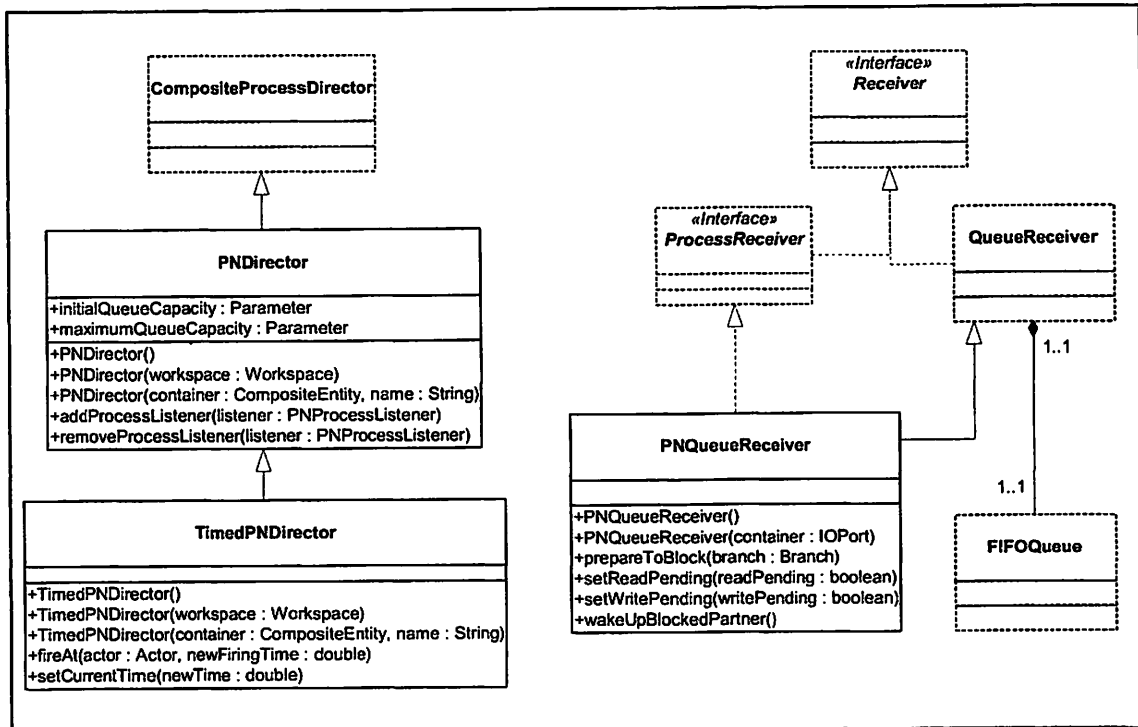 CompositeProcessDirector
PNDirector
+initialQueueCapacity : Parameter
+maximumQueueCapacity : Parameter
+PNDirector()
+PNDirector(workspace : Workspace)
+PNDirector(container : CompositeEntity, name : String)
+addProcessListener(listener : PNProcessListener)
+removeProcessListener(listener : PNProcessListener)
TimedPNDirector
+TimedPNDirector()
+TimedPNDirector(workspace : Workspace)
+TimedPNDirector(container : CompositeEntity, name : String)
+fireAt(actor : Actor, newFiringTime : double)
+setCurrentTime(newTime : double)
«Interface»
Receiver
«Interface»
ProcessReceiver
QueueReceiver
1..1
PNQueueReceiver
+PNQueueReceiver()
+PNQueueReceiver(container : IOPort)
+prepareToBlock(branch : Branch)
+setReadPending(readPending : boolean)
+setWritePending(writePending : boolean)
+wakeUpBlockedPartner()
1..1
FIFOQueue